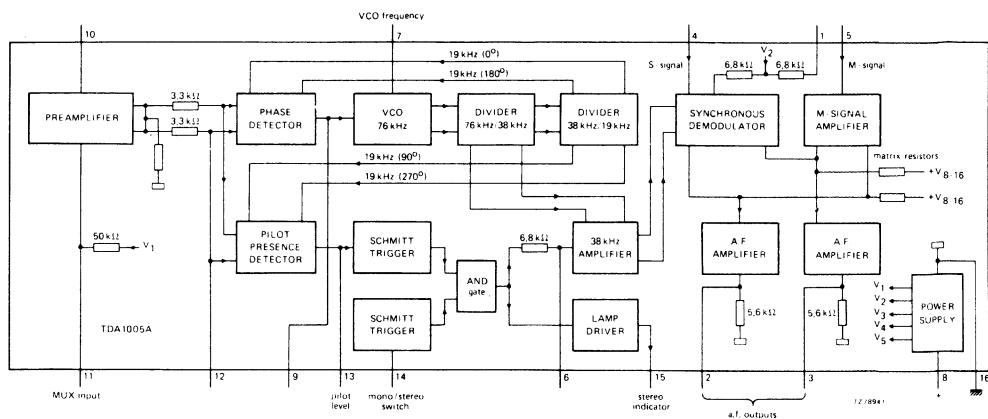 VCO frequency
10
7
4
1
5
19 kHz (0°)
V2
S-signal
6,8 kΩ
6,8 kΩ
M-signal
19 kHz (180°)
3,3 kΩ
PREAMPLIFIER
PHASE
DETECTOR
VCO
76 kHz
DIVIDER
76 kHz/38 kHz
DIVIDER
38 kHz/19 kHz
SYNCHRONOUS
DEMODULATOR
M-SIGNAL
AMPLIFIER
3,3 kΩ
19 kHz (90°)
matrix resistors
19 kHz (270°)
+V8-16
+V8-16
PILOT
PRESENCE
DETECTOR
SCHMITT
TRIGGER
6,8 kΩ
38 kHz
AMPLIFIER
A.F.
AMPLIFIER
A.F.
AMPLIFIER
50 kΩ
V1
AND
gate
V1
V2
V3
V4
V5
POWER
SUPPLY
5,6 kΩ
5,6 kΩ
TDA1005A
SCHMITT
TRIGGER
LAMP
DRIVER
11
12
9
13
14
6
15
2
3
8
16
MUX input
pilot
level
mono/stereo
switch
stereo
indicator
+
a.f. outputs
7Z78941